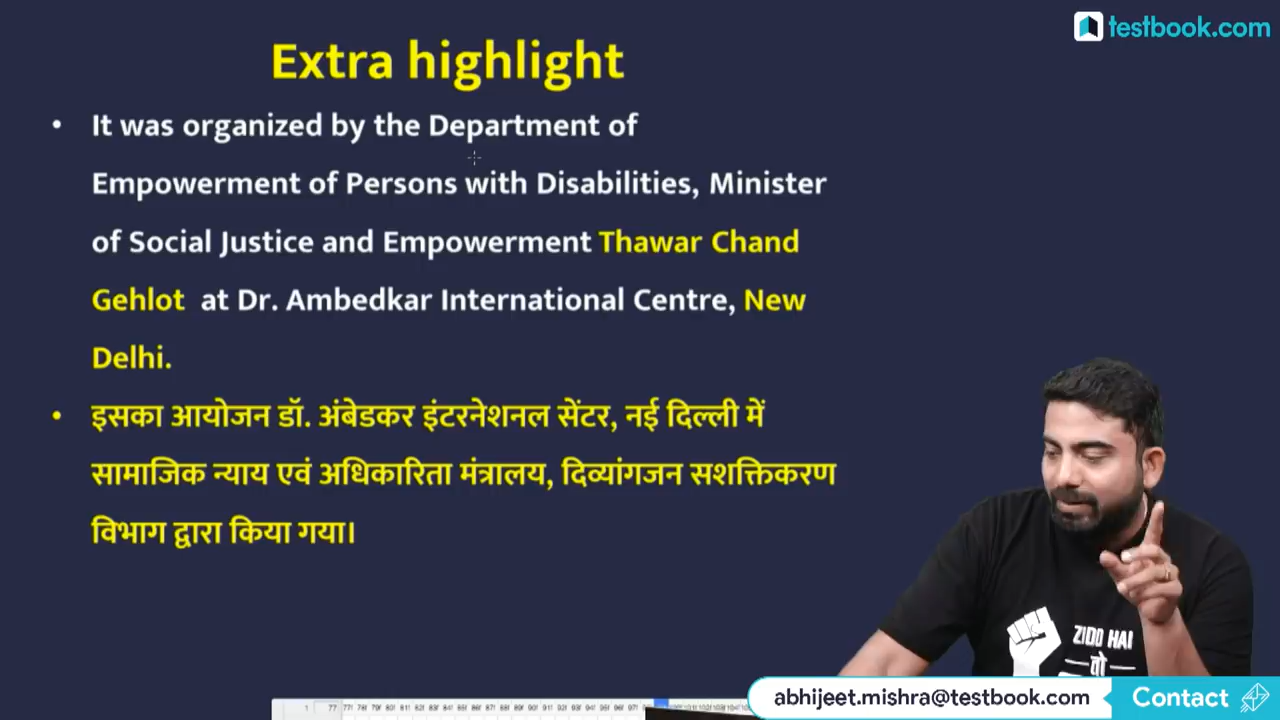 testbook.com
Extra highlight
• It was organized by the Department of
Empowerment of Persons with Disabilities, Minister
of Social Justice and Empowerment Thawar Chand
Gehlot at Dr. Ambedkar International Centre, New
Delhi.
• इसका आयोजन डॉ. अंबेडकर इंटरनेशनल सेंटर, नई दिल्ली में
सामाजिक न्याय एवं अधिकारिता मंत्रालय, दिव्यांगजन सशक्तिकरण
विभाग द्वारा किया गया।
ZIDD HAI
तो
abhijeet.mishra@testbook.com Contact